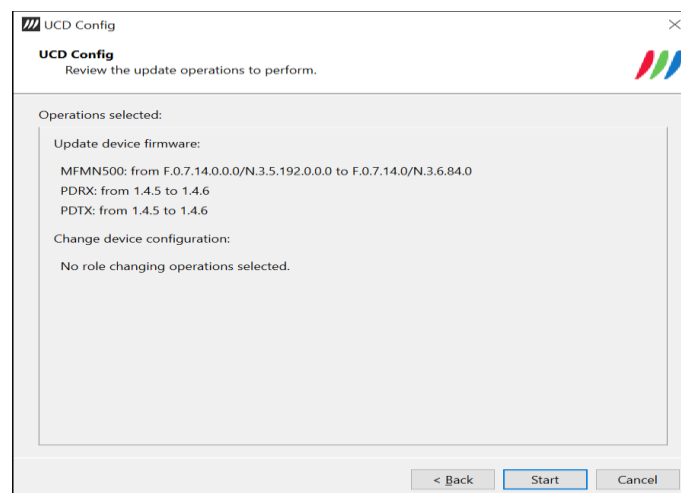 UCD Config
UCD Config
Review the update operations to perform.
Operations selected:
Update device firmware:
MFMN500: from F.0.7.14.0.0.0/N.3.5.192.0.0.0 to F.0.7.14.0/N.3.6.84.0
PDRX: from 1.4.5 to 1.4.6
PDTX: from 1.4.5 to 1.4.6
Change device configuration:
No role changing operations selected.
< Back
Start
Cancel